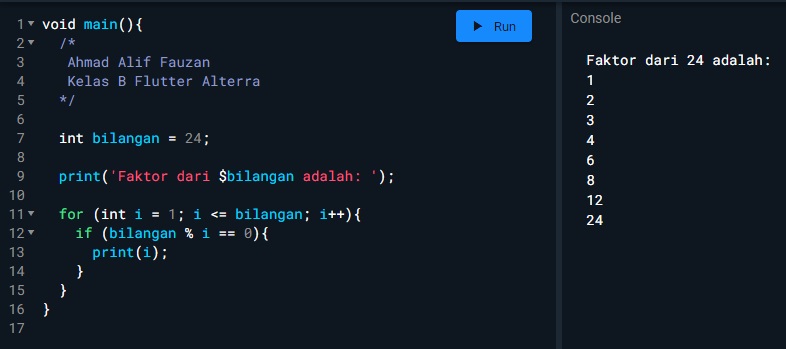 1 void main(){
2 /*
3 Ahmad Alif Fauzan
4 Kelas B Flutter Alterra
5 */
6
7 int bilangan = 24;
8
9 print('Faktor dari $bilangan adalah: ');
10
11 for (int i = 1; i <= bilangan; i++){
12 if (bilangan % i == 0){
13 print(i);
14 }
15 }
16 }
17
Run
Console
Faktor dari 24 adalah:
1
2
3
4
6
8
12
24